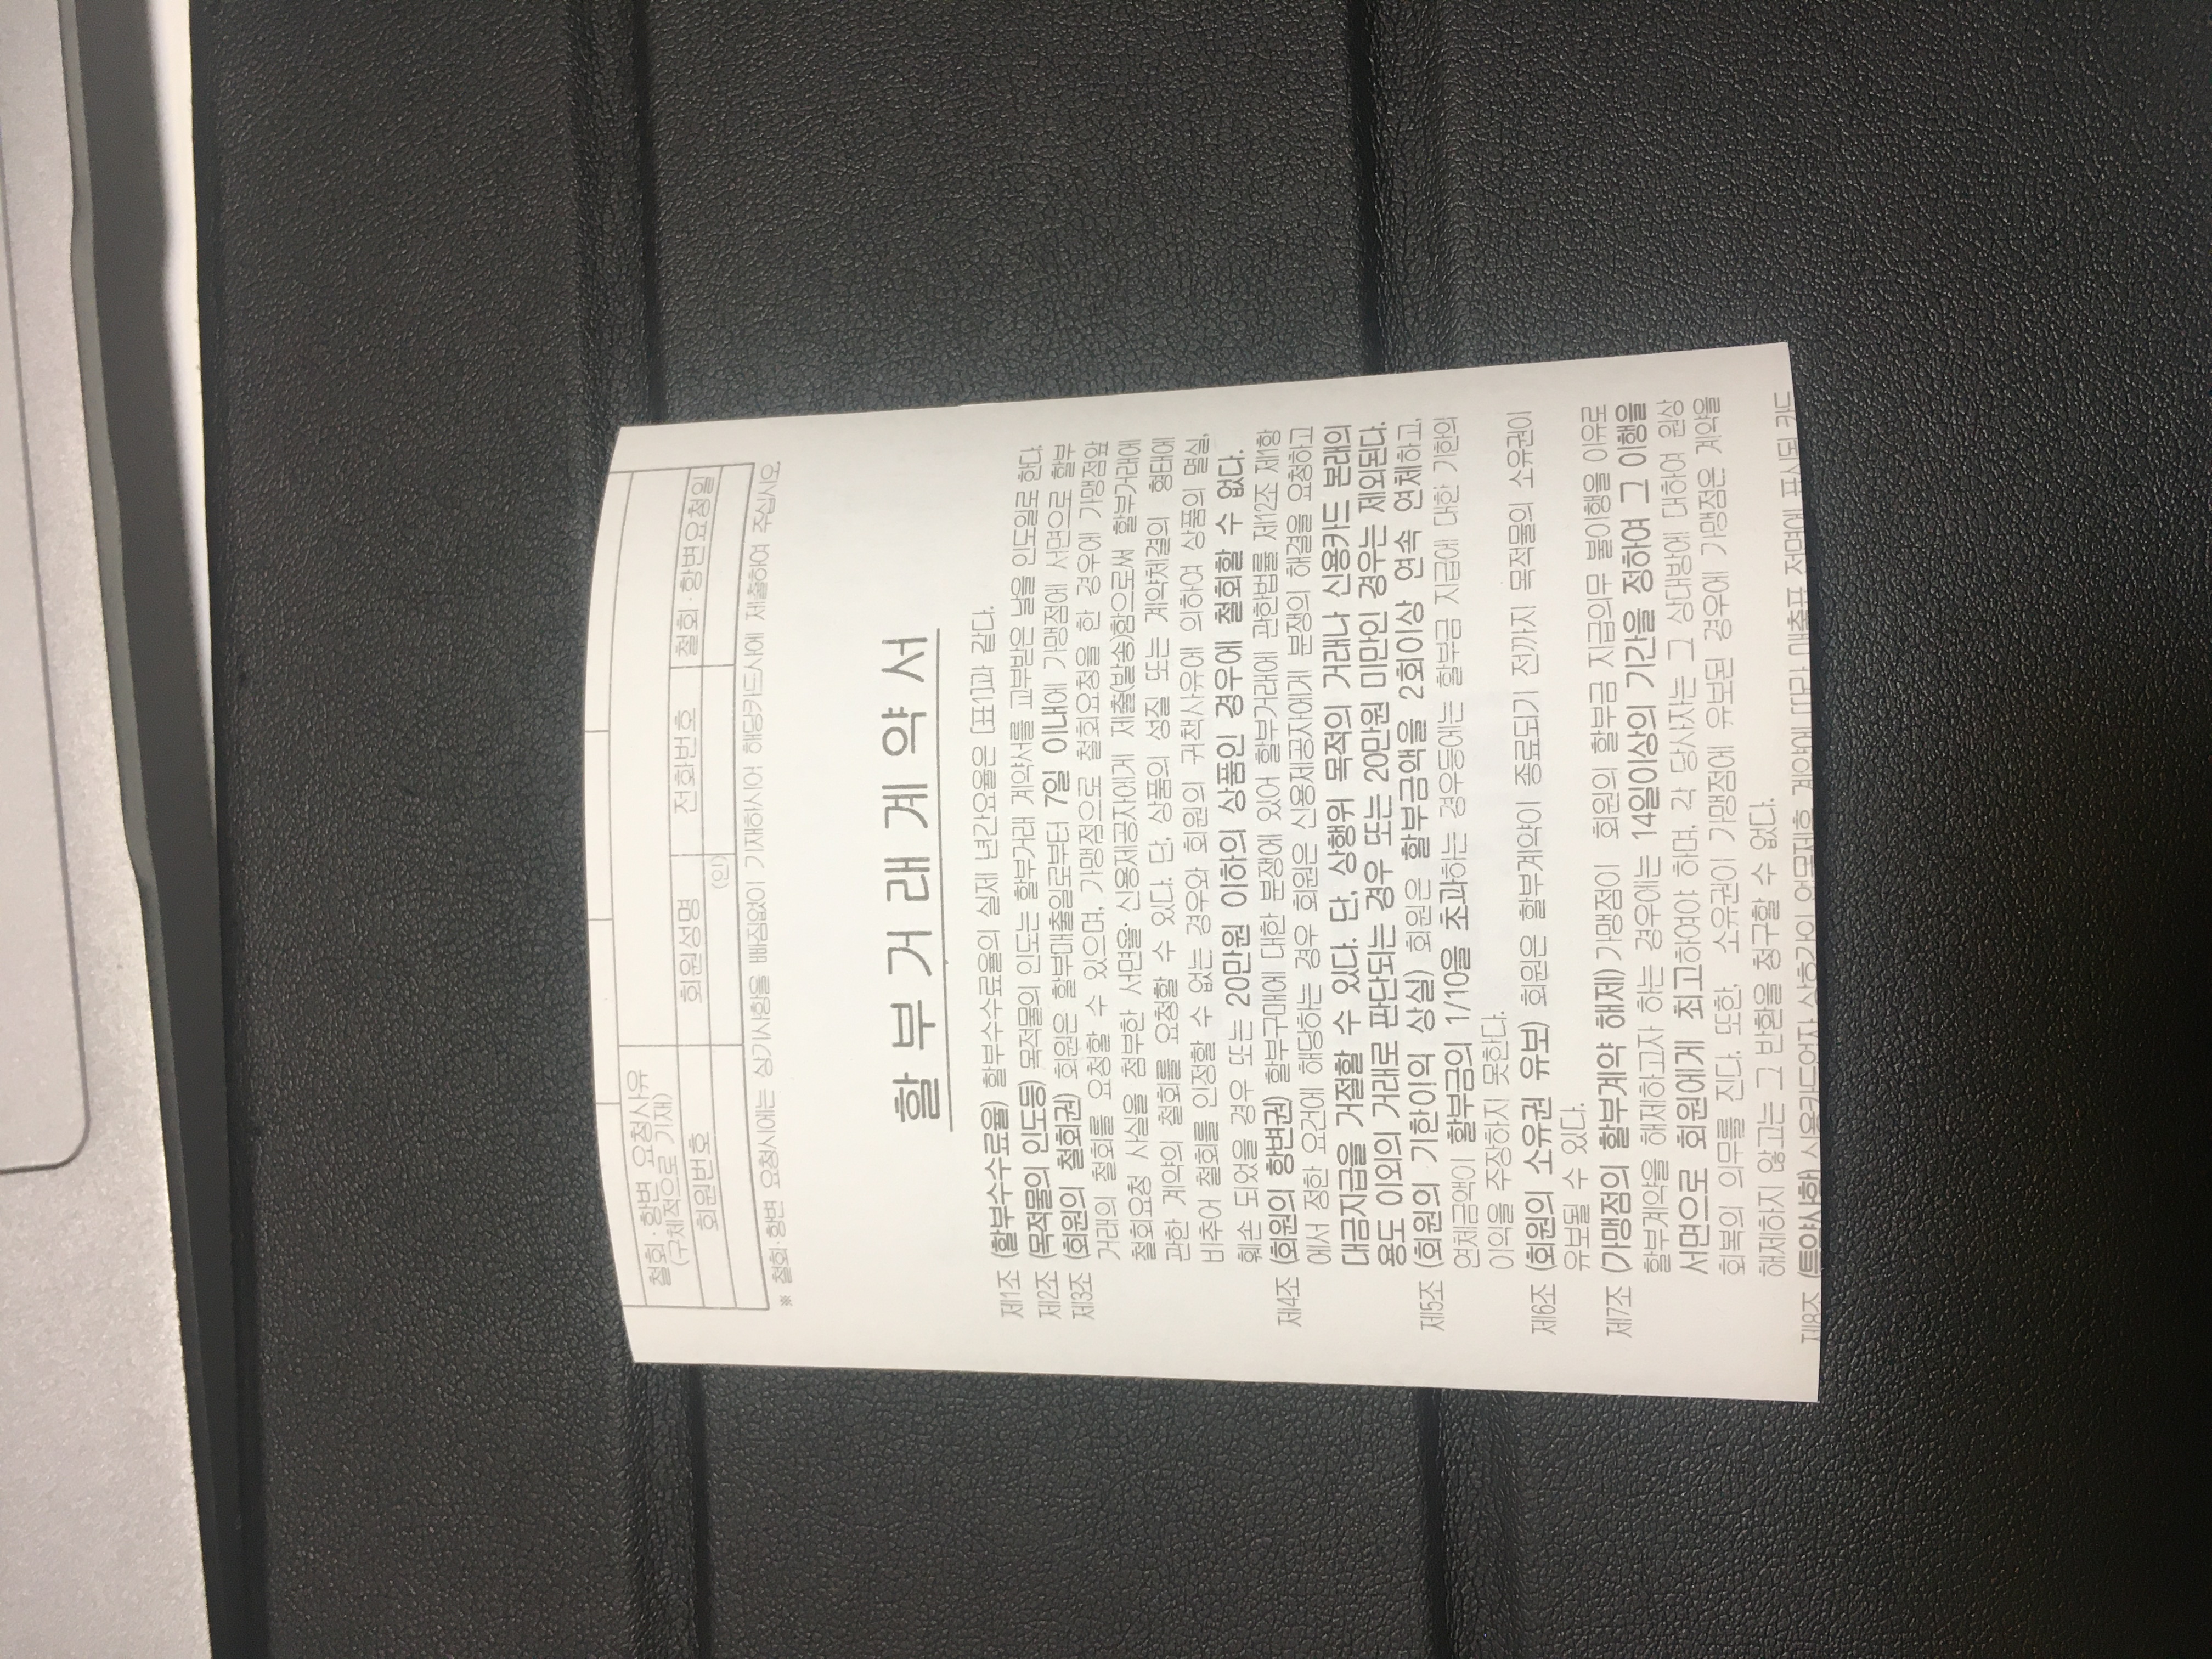 철회·항변 요청사유
(구체적으로 기재)
회원번호 회원성명 전화번호 철회·항변요청일
(인)
※ 철회·항변 요청시에는 상기사항을 빠짐없이 기재하시어 해당카드사에 제출하여 주십시오.
할부거래계약서
제1조 (할부수수료율) 할부수수료율의 실제 년간요율은 [표1]과 같다.
제2조 (목적물의 인도등) 목적물의 인도는 할부거래 계약서를 교부받은 날을 인도일로 한다.
제3조 (회원의 철회권) 회원은 할부매출일로부터 7일 이내에 가맹점에 서면으로 할부
거래의 철회를 요청할 수 있으며, 가맹점으로 철회요청을 한 경우에 가맹점앞
철회요청 사실을 첨부한 서면을 신용제공자에게 제출(발송)함으로써 할부거래에
관한 계약의 철회를 요청할 수 있다. 단, 상품의 성질 또는 계약체결의 형태에
비추어 철회를 인정할 수 없는 경우와 회원의 귀책사유에 의하여 상품의 멸실,
훼손 되었을 경우 또는 20만원 이하의 상품인 경우에 철회할 수 없다.
제4조 (회원의 항변권) 할부구매에 대한 분쟁에 있어 할부거래에 관한법률 제12조 제1항
에서 정한 요건에 해당하는 경우 회원은 신용제공자에게 분쟁의 해결을 요청하고
대금지급을 거절할 수 있다. 단, 상행위 목적의 거래나 신용카드 본래의
용도 이외의 거래로 판단되는 경우 또는 20만원 미만인 경우는 제외된다.
제5조 (회원의 기한이익 상실) 회원은 할부금액을 2회이상 연속 연체하고,
연체금액이 할부금의 1/10을 초과하는 경우등에는 할부금 지급에 대한 기한의
이익을 주장하지 못한다.
제6조 (회원의 소유권 유보) 회원은 할부계약이 종료되기 전까지 목적물의 소유권이
유보될 수 있다.
제7조 (가맹점의 할부계약 해제) 가맹점이 회원의 할부금 지급의무 불이행을 이유로
할부계약을 해제하고자 하는 경우에는 14일이상의 기간을 정하여 그 이행을
서면으로 회원에게 최고하여야 하며, 각 당사자는 그 상대방에 대하여 원상
회복의 의무를 진다. 또한, 소유권이 가맹점에 유보된 경우에 가맹점은 계약을
해제하지 않고는 그 반환을 청구할 수 없다.
제8조 (특약사항) 신용카드업자 상호간의 업무제휴 계약에 따라 매출표 전면에 표시된 카드